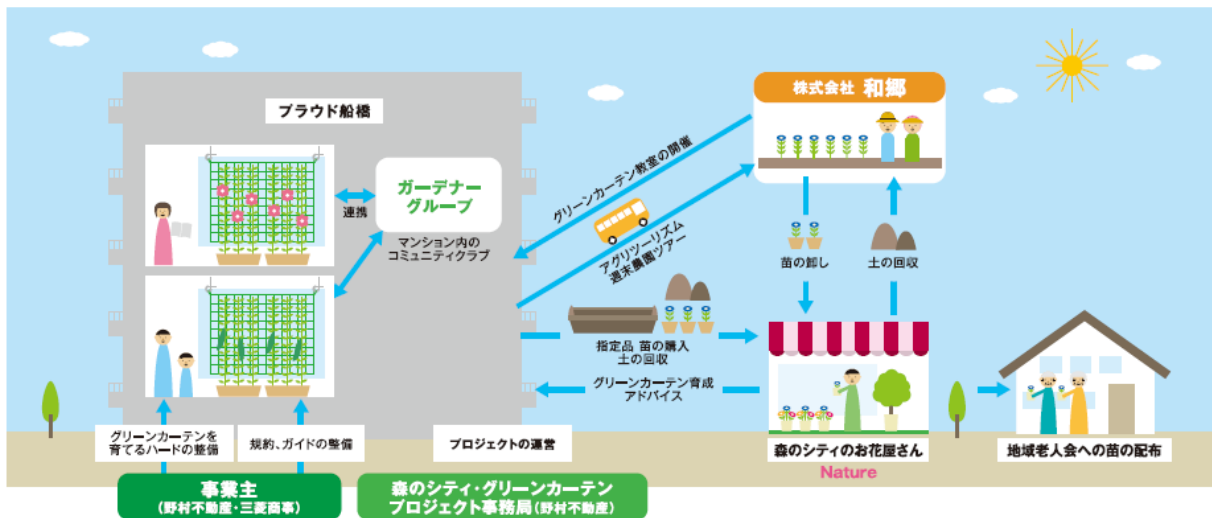 プラウド船橋
ガーデナー
グループ
連携
マンション内の
コミュニティクラブ
グリーンカーテン教室の開催
アグリツーリズム
週末農園ツアー
株式会社 和郷
苗の卸し
土の回収
指定品 苗の購入
土の回収
グリーンカーテン育成
アドバイス
森のシティのお花屋さん
Nature
地域老人会への苗の配布
グリーンカーテンを
育てるハードの整備
規約、ガイドの整備
プロジェクトの運営
事業主
(野村不動産・三菱商事)
森のシティ・グリーンカーテン
プロジェクト事務局(野村不動産)